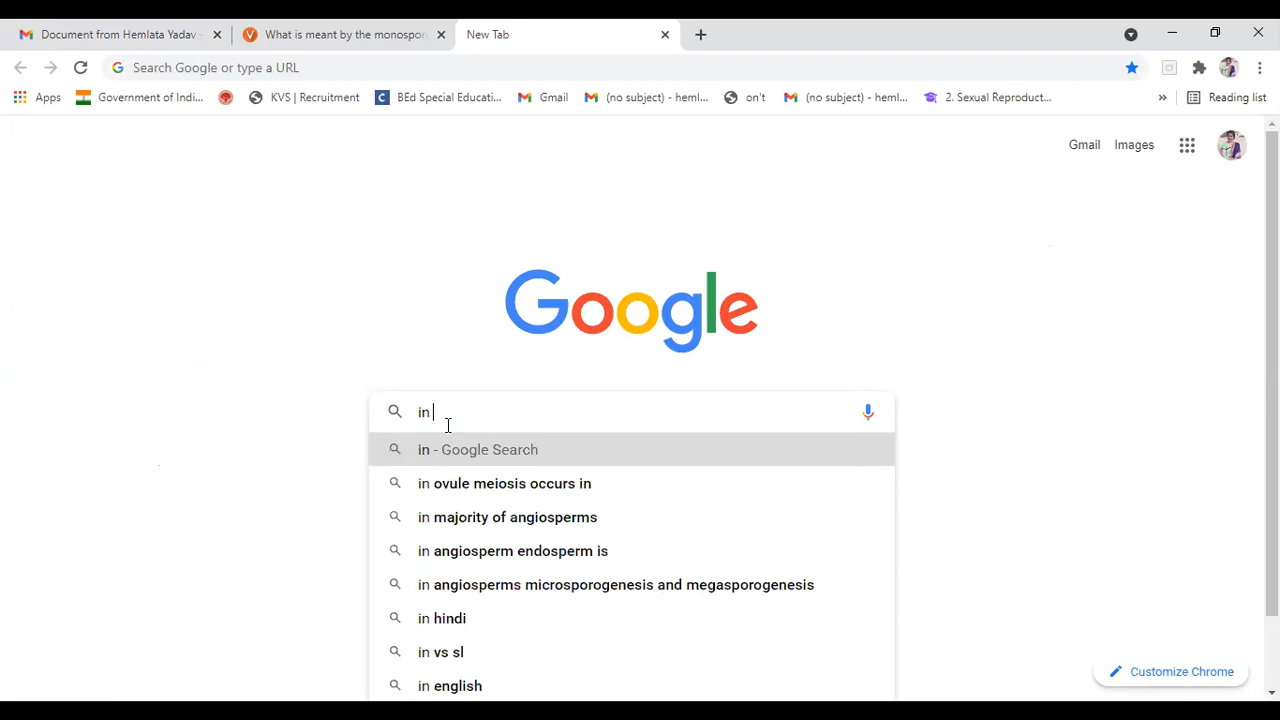 Document from Hemlata Yadav -
What is meant by the monospor
New Tab
Search Google or type a URL
Apps
Government of Indi...
KVS | Recruitment
BEd Special Educati...
Gmail
(no subject) - heml...
on't
(no subject) - heml...
2. Sexual Reproduct...
»
Reading list
Gmail
Images
Google
in
in - Google Search
in ovule meiosis occurs in
in majority of angiosperms
in angiosperm endosperm is
in angiosperms microsporogenesis and megasporogenesis
in hindi
in vs sl
in english
Customize Chrome